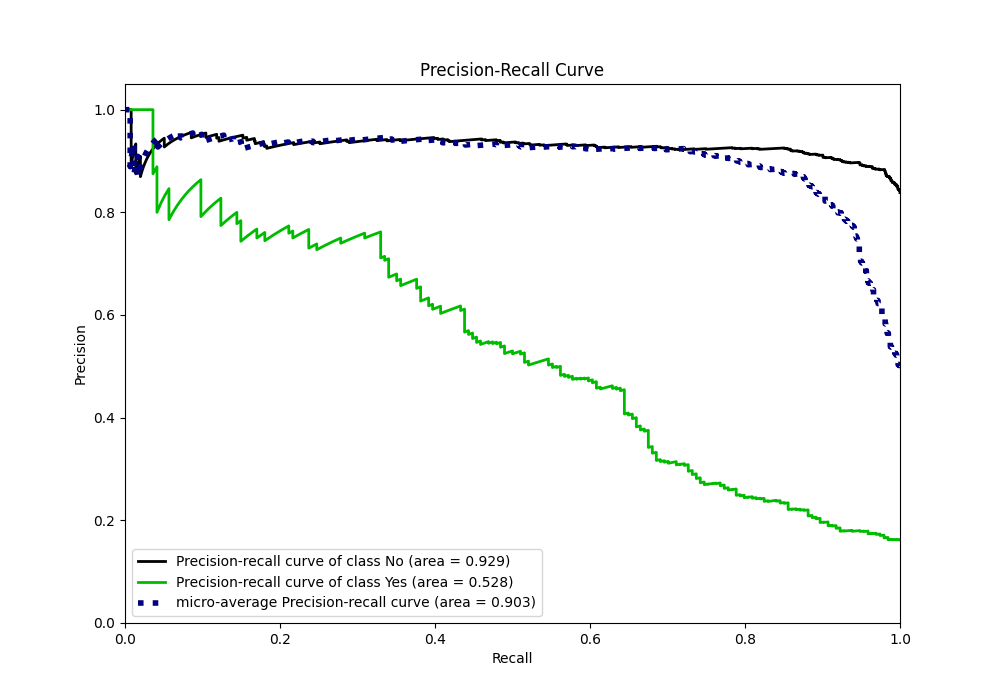 Precision-Recall Curve
1.0
0.8
0.6
0.4
0.2
0.0
Precision
Precision-recall curve of class No (area = 0.929)
Precision-recall curve of class Yes (area = 0.528)
micro-average Precision-recall curve (area = 0.903)
0.0 0.2 0.4 0.6 0.8 1.0
Recall